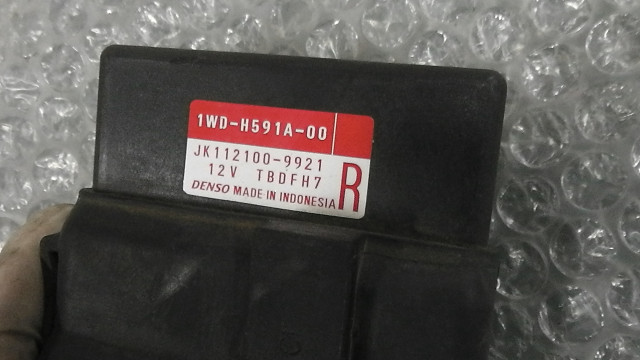 1WD-H591A-00
JK112100-9921
12V TBDFH7
DENSO MADE IN INDONESIA
R